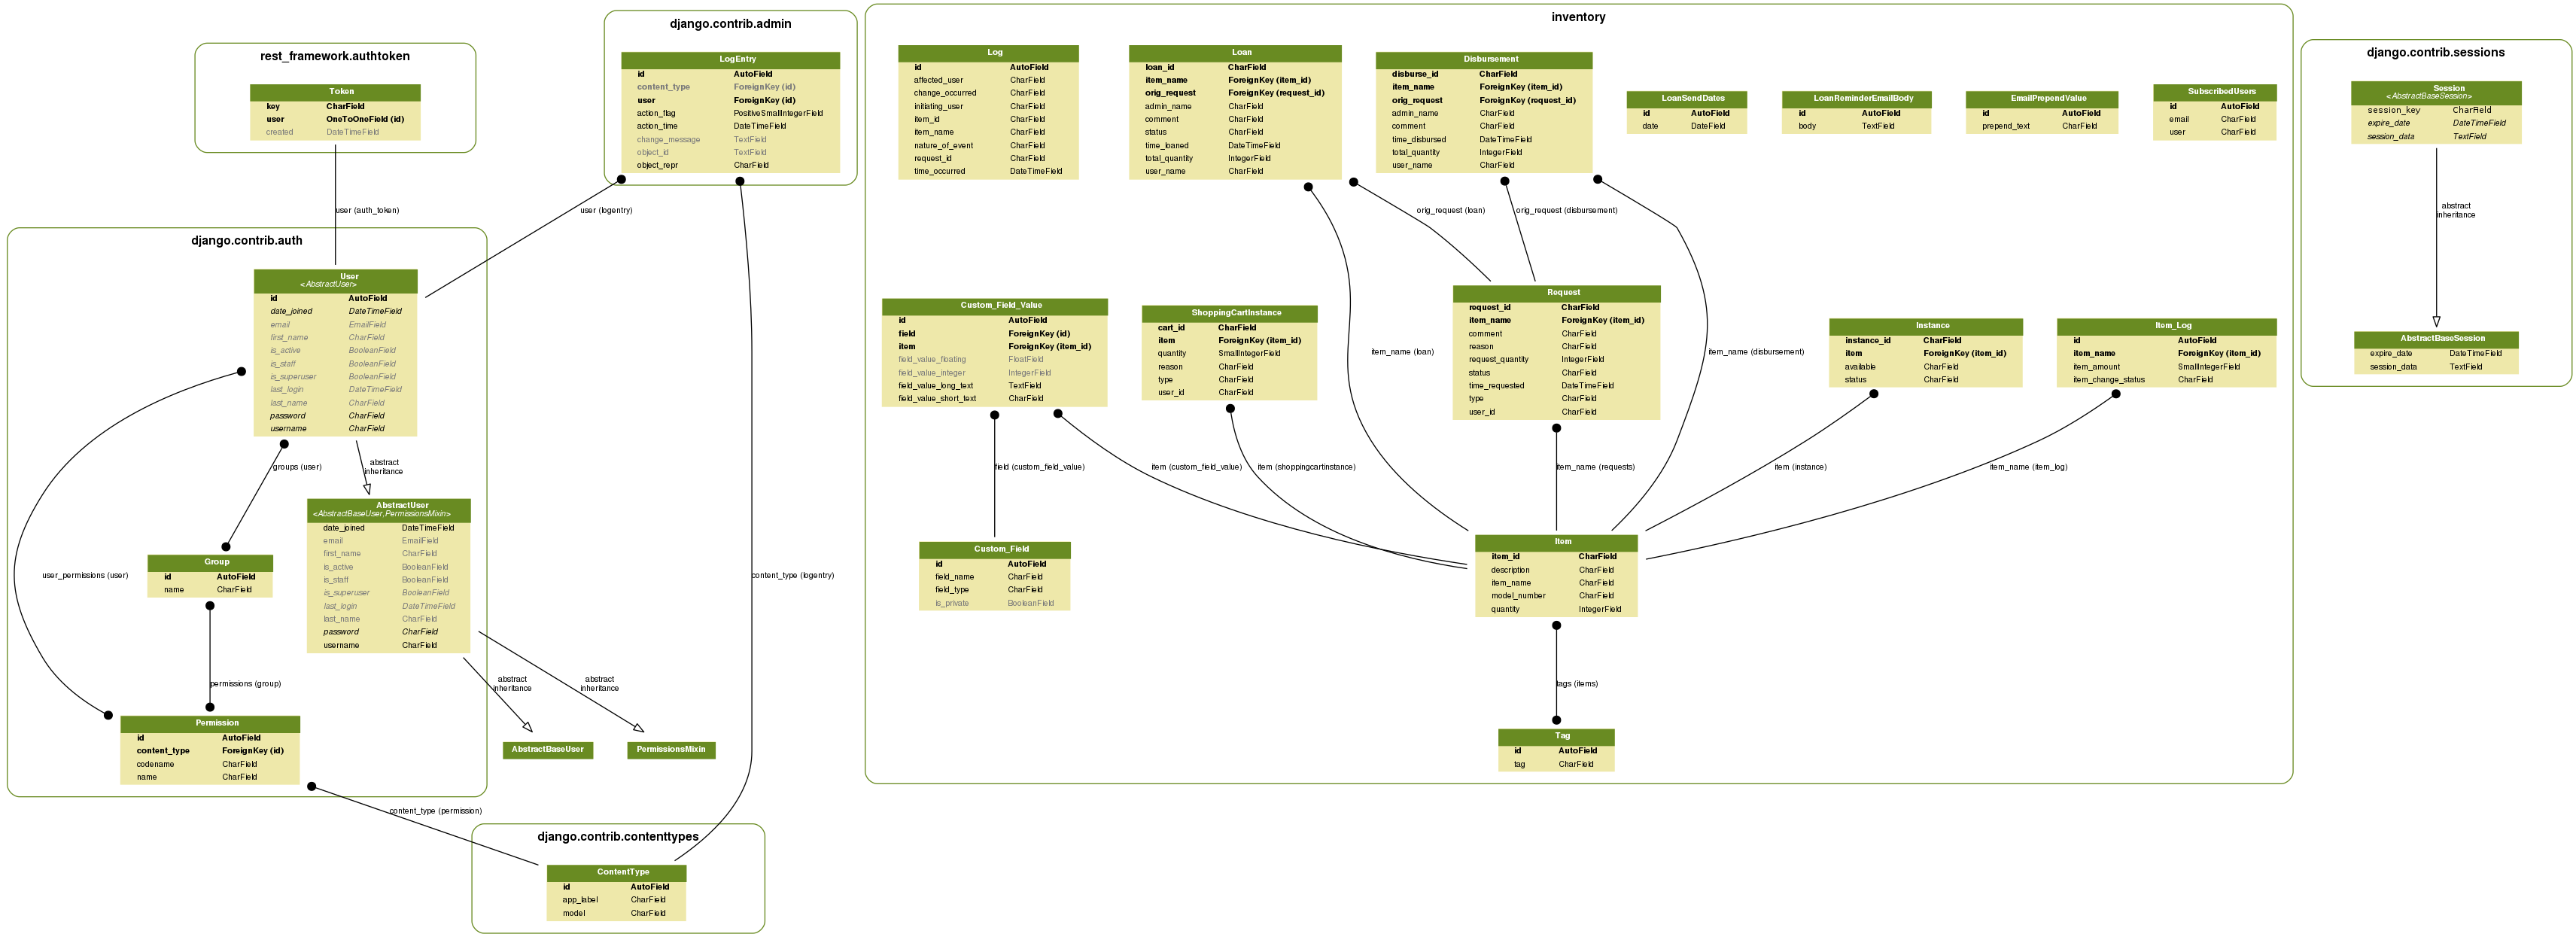 rest_framework.authtoken
Token
key CharField
user OneToOneField (id)
created DateTimeField
user (auth_token)
django.contrib.admin
LogEntry
id AutoField
content_type ForeignKey (id)
user ForeignKey (id)
action_flag PositiveSmallIntegerField
action_time DateTimeField
change_message TextField
object_id TextField
object_repr CharField
user (logentry)
content_type (logentry)
django.contrib.auth
User
<AbstractUser>
id AutoField
date_joined DateTimeField
email EmailField
first_name CharField
is_active BooleanField
is_staff BooleanField
is_superuser BooleanField
last_login DateTimeField
last_name CharField
password CharField
username CharField
groups (user)
abstract
inheritance
user_permissions (user)
AbstractUser
<AbstractBaseUser,PermissionsMixin>
date_joined DateTimeField
email EmailField
first_name CharField
is_active BooleanField
is_staff BooleanField
is_superuser BooleanField
last_login DateTimeField
last_name CharField
password CharField
username CharField
Group
id AutoField
name CharField
permissions (group)
abstract
inheritance
abstract
inheritance
Permission
id AutoField
content_type ForeignKey (id)
codename CharField
name CharField
AbstractBaseUser
PermissionsMixin
content_type (permission)
django.contrib.contenttypes
ContentType
id AutoField
app_label CharField
model CharField
inventory
Log
id AutoField
affected_user CharField
change_occurred CharField
initiating_user CharField
item_id CharField
item_name CharField
nature_of_event CharField
request_id CharField
time_occurred DateTimeField
Loan
loan_id CharField
item_name ForeignKey (item_id)
orig_request ForeignKey (request_id)
admin_name CharField
comment CharField
status CharField
time_loaned DateTimeField
total_quantity IntegerField
user_name CharField
Disbursement
disburse_id CharField
item_name ForeignKey (item_id)
orig_request ForeignKey (request_id)
admin_name CharField
comment CharField
time_disbursed DateTimeField
total_quantity IntegerField
user_name CharField
LoanSendDates
id AutoField
date DateField
LoanReminderEmailBody
id AutoField
body TextField
EmailPrependValue
id AutoField
prepend_text CharField
SubscribedUsers
id AutoField
email CharField
user CharField
orig_request (loan)
orig_request (disbursement)
Custom_Field_Value
id AutoField
field ForeignKey (id)
item ForeignKey (item_id)
field_value_floating FloatField
field_value_integer IntegerField
field_value_long_text TextField
field_value_short_text CharField
ShoppingCartInstance
cart_id CharField
item ForeignKey (item_id)
quantity SmallIntegerField
reason CharField
type CharField
user_id CharField
item_name (loan)
Request
request_id CharField
item_name ForeignKey (item_id)
comment CharField
reason CharField
request_quantity IntegerField
status CharField
time_requested DateTimeField
type CharField
user_id CharField
item_name (disbursement)
Instance
instance_id CharField
item ForeignKey (item_id)
available CharField
status CharField
Item_Log
id AutoField
item_name ForeignKey (item_id)
item_amount SmallIntegerField
item_change_status CharField
field (custom_field_value)
item (custom_field_value)
item (shoppingcartinstance)
item_name (requests)
item (instance)
item_name (item_log)
Custom_Field
id AutoField
field_name CharField
field_type CharField
is_private BooleanField
Item
item_id CharField
description CharField
item_name CharField
model_number CharField
quantity IntegerField
tags (items)
Tag
id AutoField
tag CharField
django.contrib.sessions
Session
<AbstractBaseSession>
session_key CharField
expire_date DateTimeField
session_data TextField
abstract
inheritance
AbstractBaseSession
expire_date DateTimeField
session_data TextField